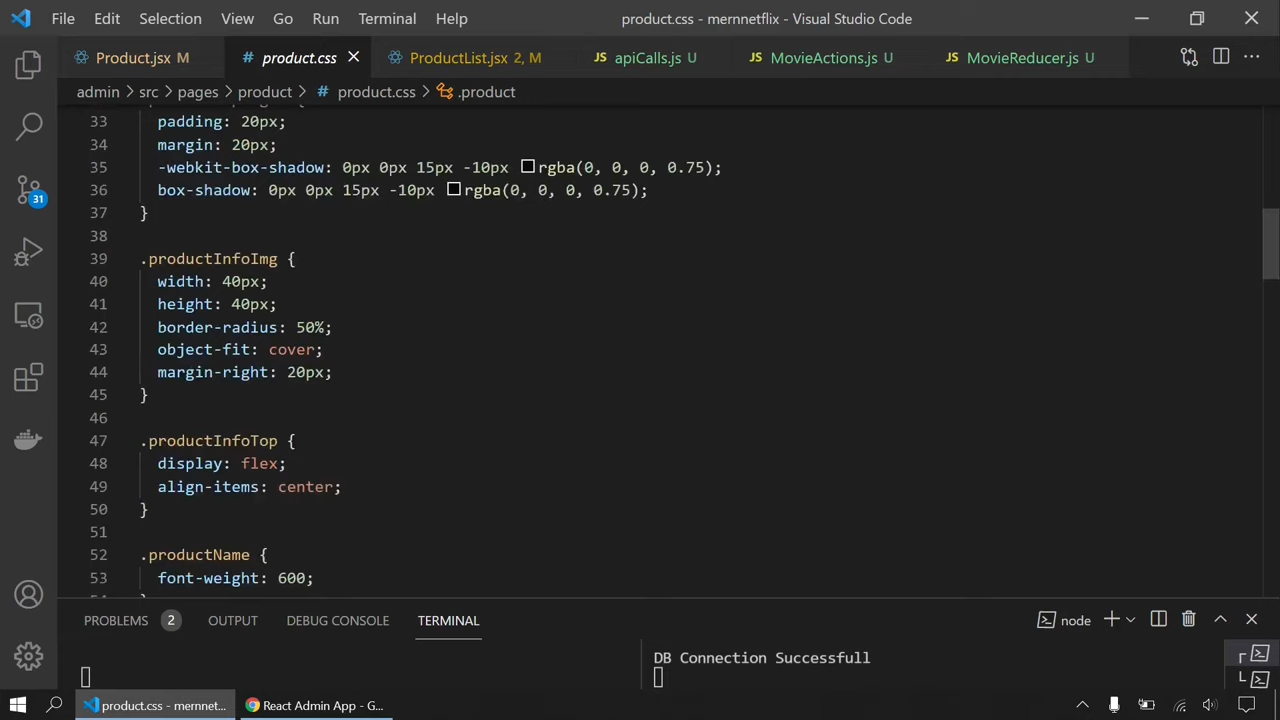 File Edit Selection View Go Run Terminal Help product.css - mernnetflix - Visual Studio Code
Product.jsx M # product.css ProductList.jsx 2, M JS apiCalls.js U JS MovieActions.js U JS MovieReducer.js U
admin > src > pages > product > # product.css > .product
33 padding: 20px;
34 margin: 20px;
35 -webkit-box-shadow: 0px 0px 15px -10px rgba(0, 0, 0, 0.75);
36 box-shadow: 0px 0px 15px -10px rgba(0, 0, 0, 0.75);
37 }
38
39 .productInfoImg {
40 width: 40px;
41 height: 40px;
42 border-radius: 50%;
43 object-fit: cover;
44 margin-right: 20px;
45 }
46
47 .productInfoTop {
48 display: flex;
49 align-items: center;
50 }
51
52 .productName {
53 font-weight: 600;
31
PROBLEMS 2 OUTPUT DEBUG CONSOLE TERMINAL node
DB Connection Successfull
product.css - mernnet... React Admin App - G...